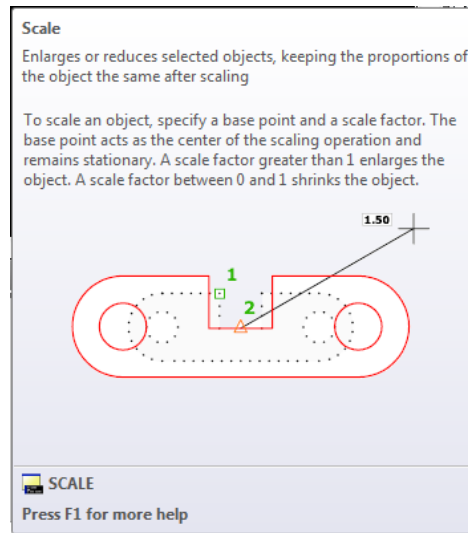 Scale
Enlarges or reduces selected objects, keeping the proportions of
the object the same after scaling
To scale an object, specify a base point and a scale factor. The
base point acts as the center of the scaling operation and
remains stationary. A scale factor greater than 1 enlarges the
object. A scale factor between 0 and 1 shrinks the object.
1.50
1
2
SCALE
Press F1 for more help